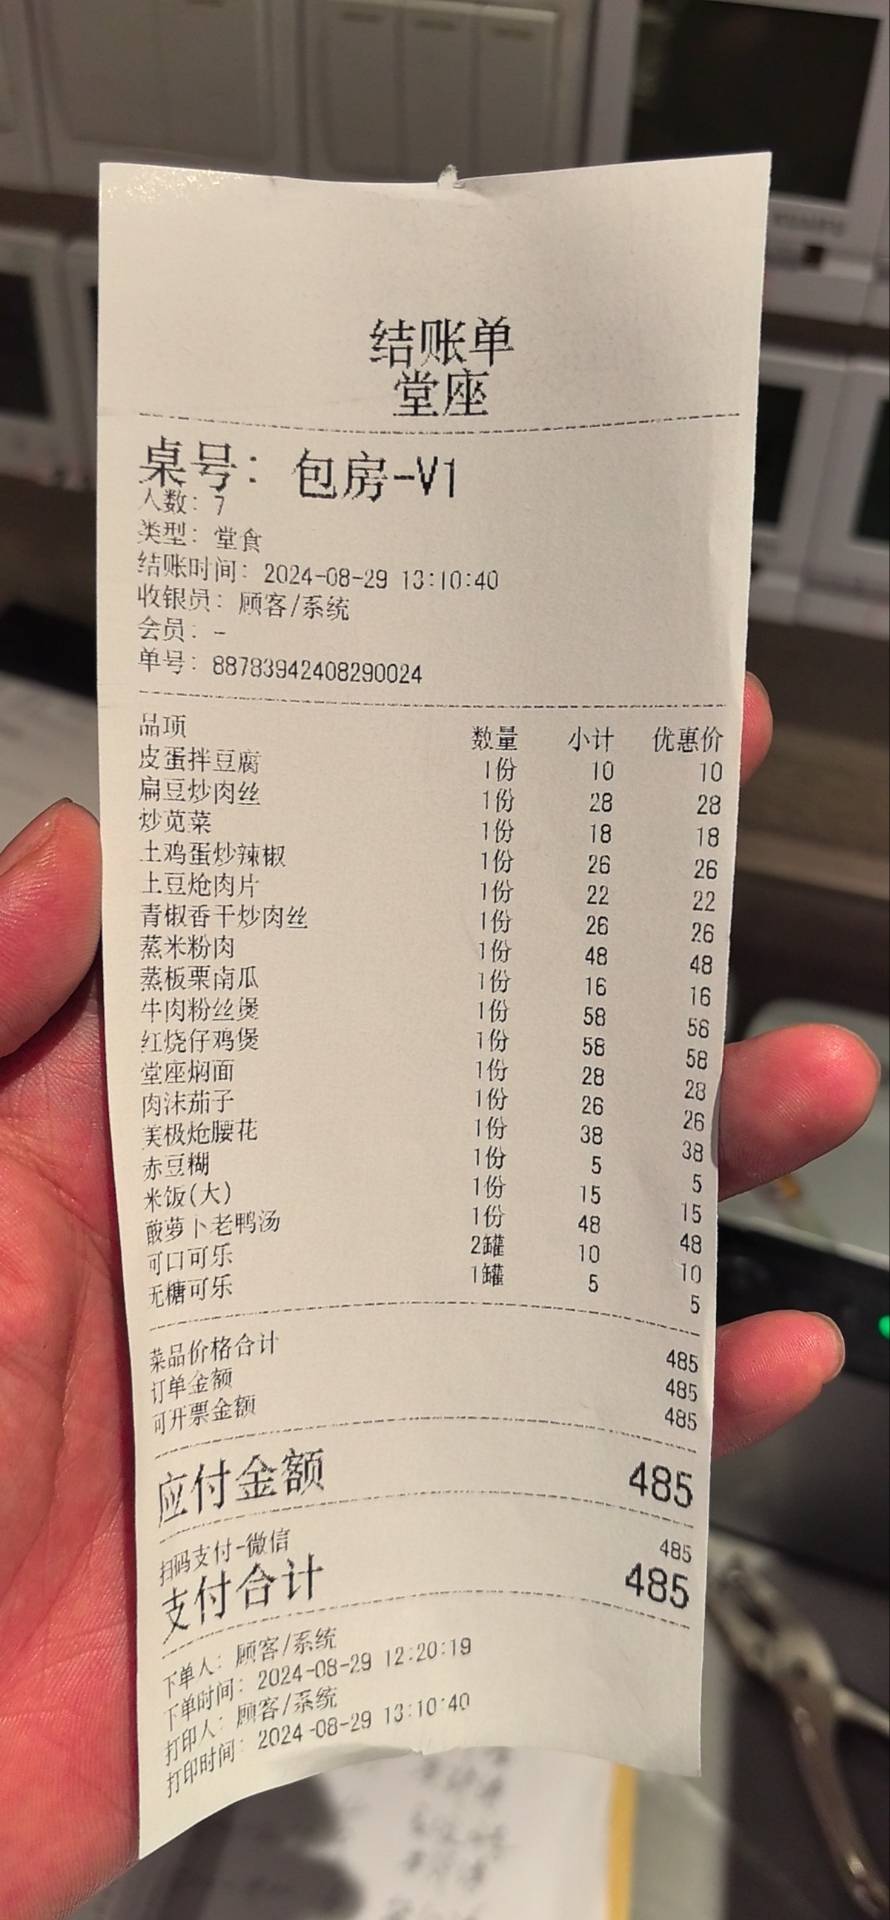 结账单
堂座
桌号: 包房-V1
人数: 7
类型: 堂食
结账时间: 2024-08-29 13:10:40
收银员: 顾客/系统
会员: -
单号: 88783942408290024
品项 数量 小计 优惠价
皮蛋拌豆腐 1份 10 10
扁豆炒肉丝 1份 28 28
炒苋菜 1份 18 18
土鸡蛋炒辣椒 1份 26 26
土豆炝肉片 1份 22 22
青椒香干炒肉丝 1份 26 26
蒸米粉肉 1份 48 48
蒸板栗南瓜 1份 16 16
牛肉粉丝煲 1份 58 58
红烧仔鸡煲 1份 58 58
堂座焖面 1份 28 28
肉沫茄子 1份 26 26
美极炝腰花 1份 38 38
赤豆糊 1份 5 5
米饭(大) 1份 15 15
酸萝卜老鸭汤 1份 48 48
可口可乐 2罐 10 10
无糖可乐 1罐 5 5
菜品价格合计 485
订单金额 485
可开票金额 485
应付金额 485
扫码支付-微信 485
支付合计 485
下单人: 顾客/系统
下单时间: 2024-08-29 12:20:19
打印人: 顾客/系统
打印时间: 2024-08-29 13:10:40